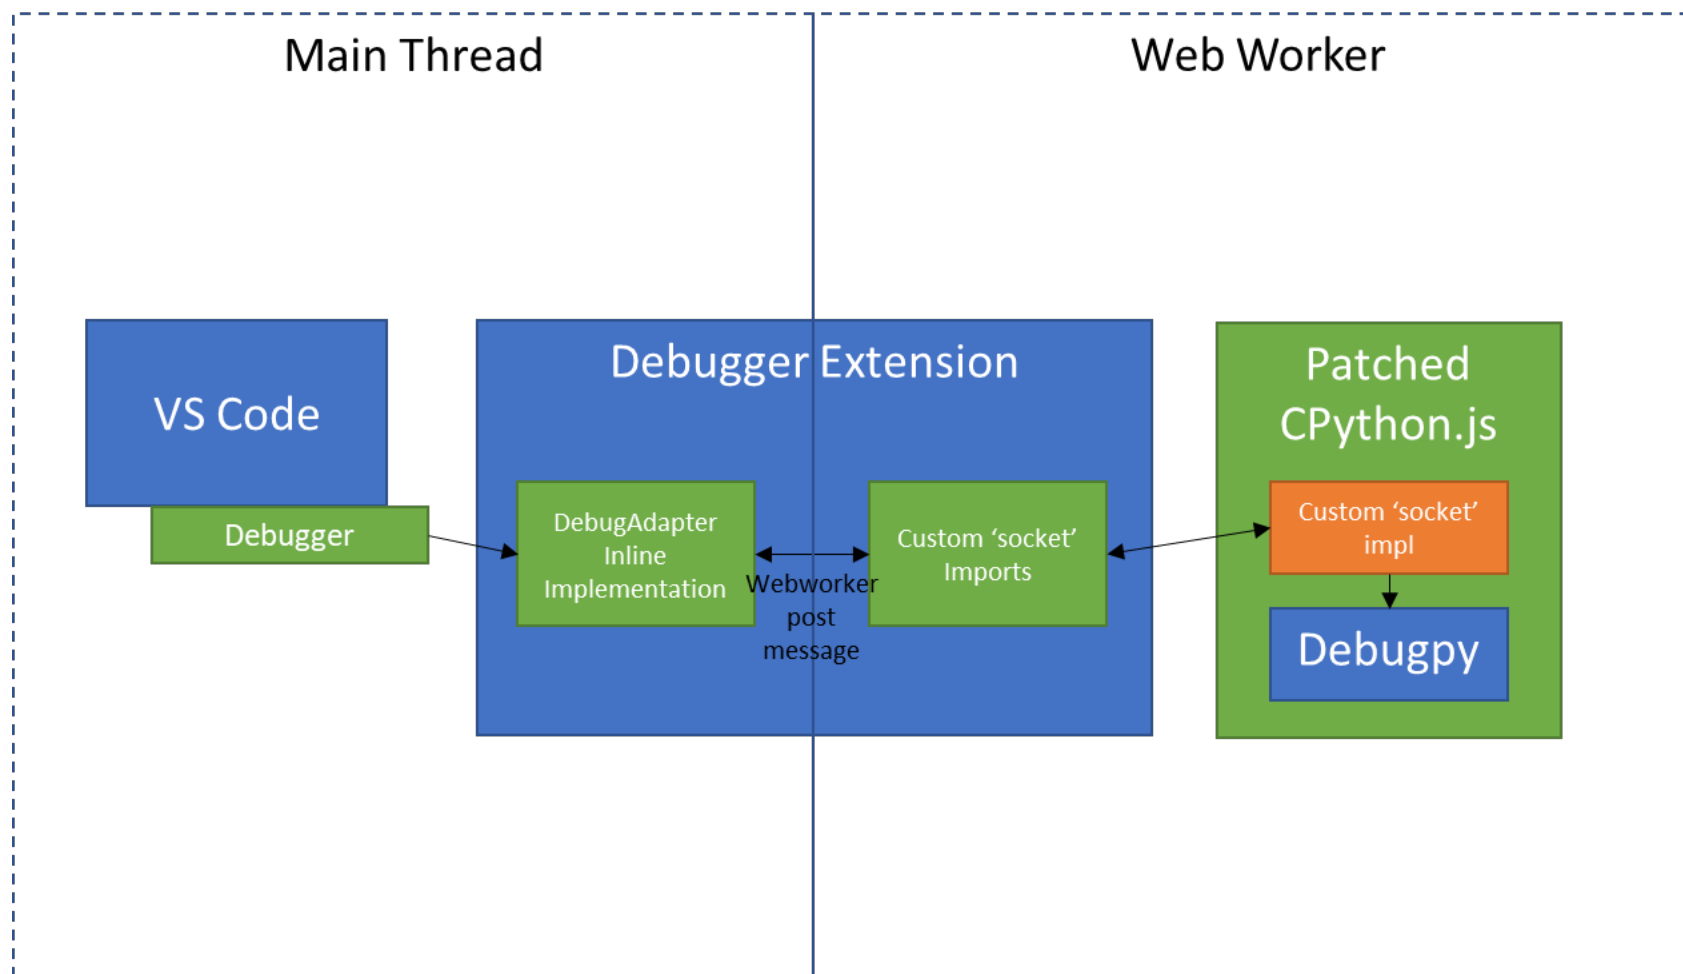 Main Thread
Web Worker
VS Code
Debugger
Debugger Extension
DebugAdapter
Inline
Implementation
Webworker
post
message
Custom ‘socket’
Imports
Patched
CPython.js
Custom ‘socket’
impl
Debugpy